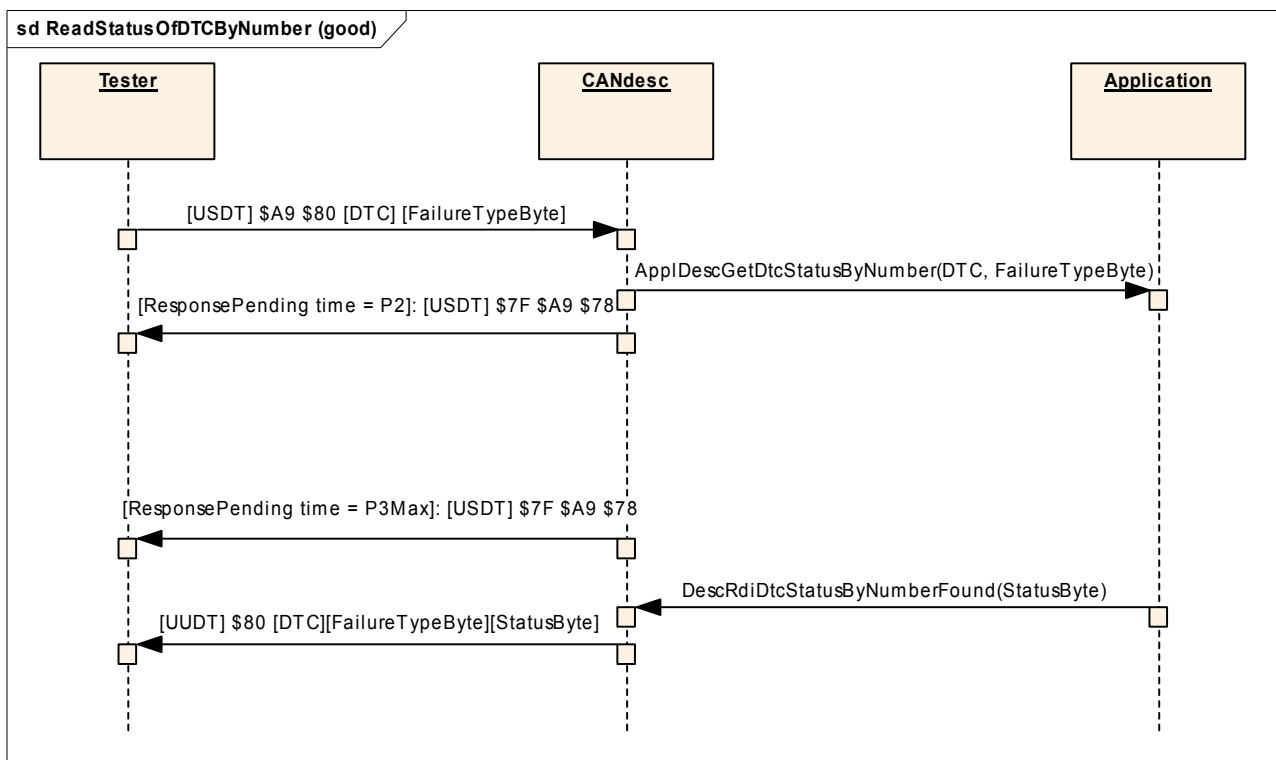 sd ReadStatusOfDTCByNumber (good)
Tester
CANdesc
Application
[USDT] $A9 $80 [DTC] [FailureTypeByte]
ApplDescGetDtcStatusByNumber(DTC, FailureTypeByte)
[ResponsePending time = P2]: [USDT] $7F $A9 $78
[ResponsePending time = P3Max]: [USDT] $7F $A9 $78
DescRdiDtcStatusByNumberFound(StatusByte)
[UUDT] $80 [DTC][FailureTypeByte][StatusByte]